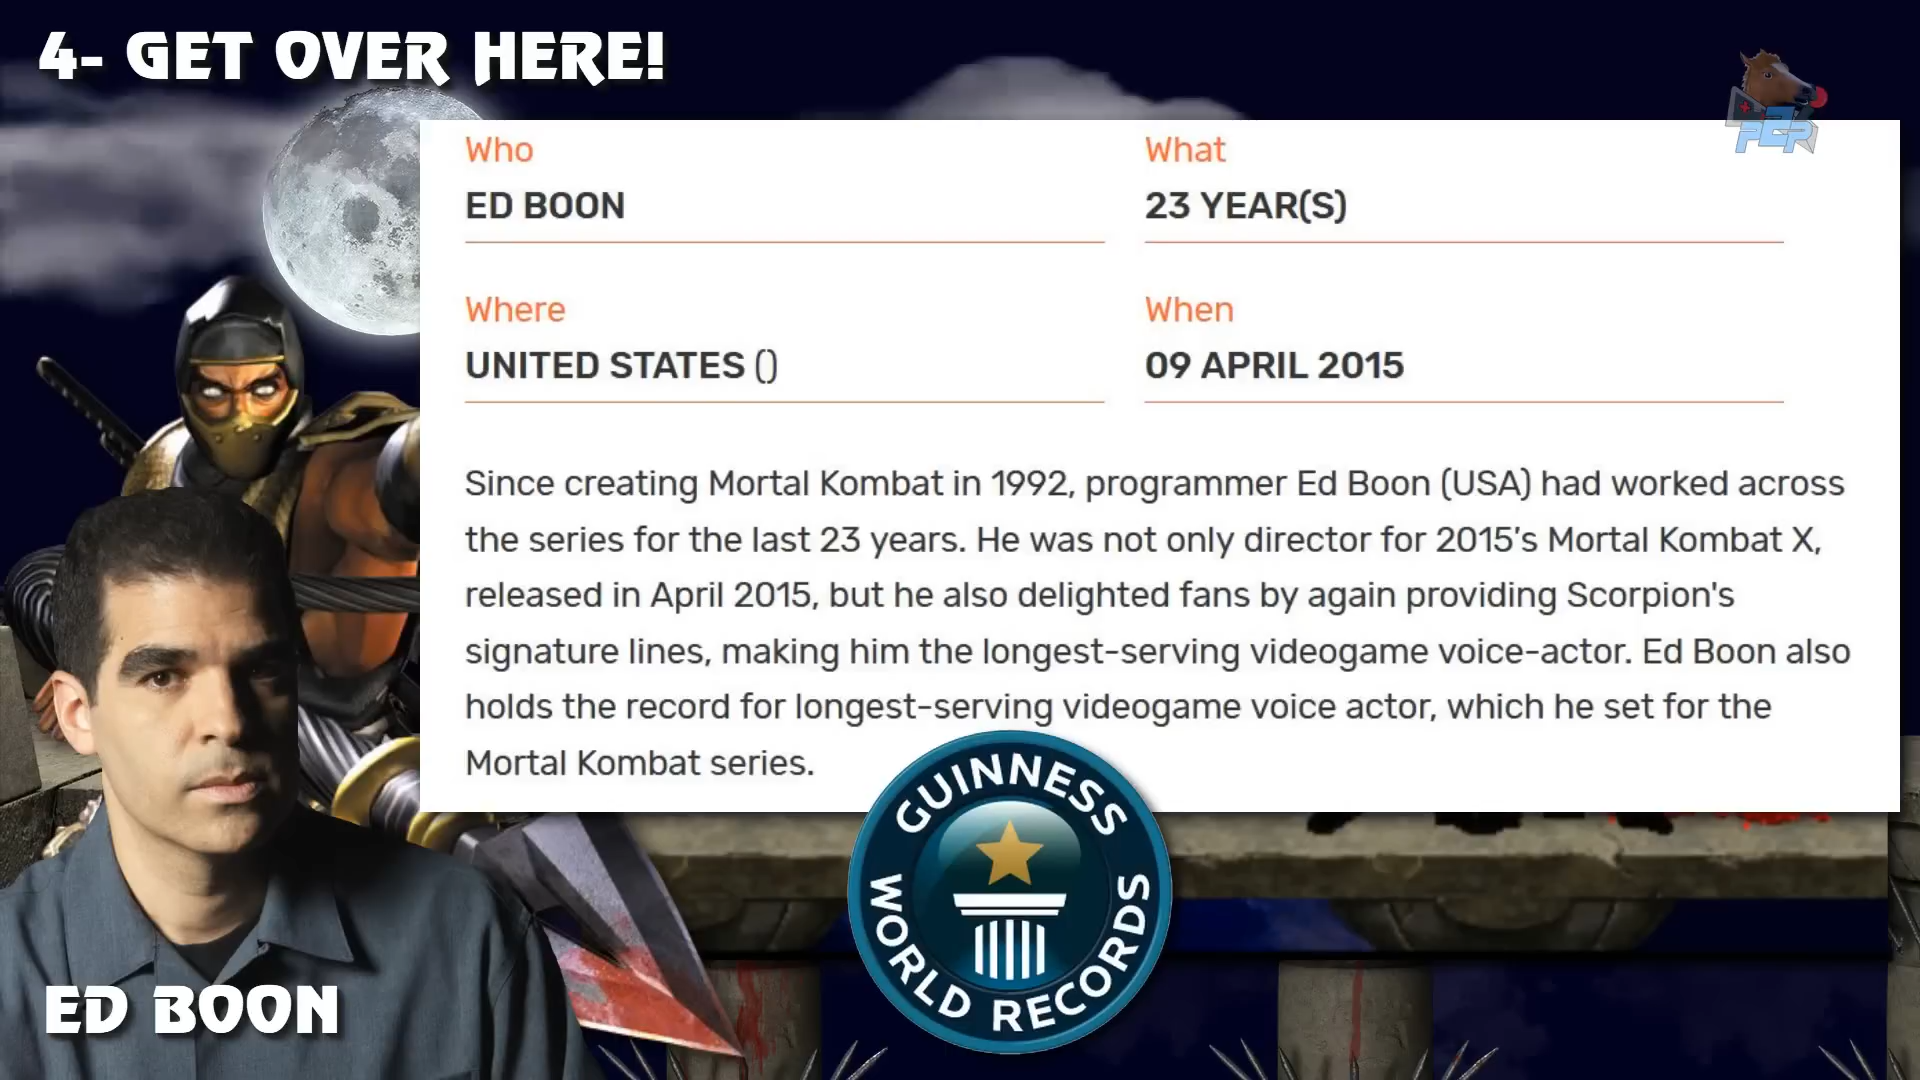 4- GET OVER HERE!
PCP
Who
What
ED BOON
23 YEAR(S)
Where
When
UNITED STATES ()
09 APRIL 2015
Since creating Mortal Kombat in 1992, programmer Ed Boon (USA) had worked across
the series for the last 23 years. He was not only director for 2015's Mortal Kombat X,
released in April 2015, but he also delighted fans by again providing Scorpion's
signature lines, making him the longest-serving videogame voice-actor. Ed Boon also
holds the record for longest-serving videogame voice actor, which he set for the
Mortal Kombat series.
GUINNESS
WORLD RECORDS
ED BOON